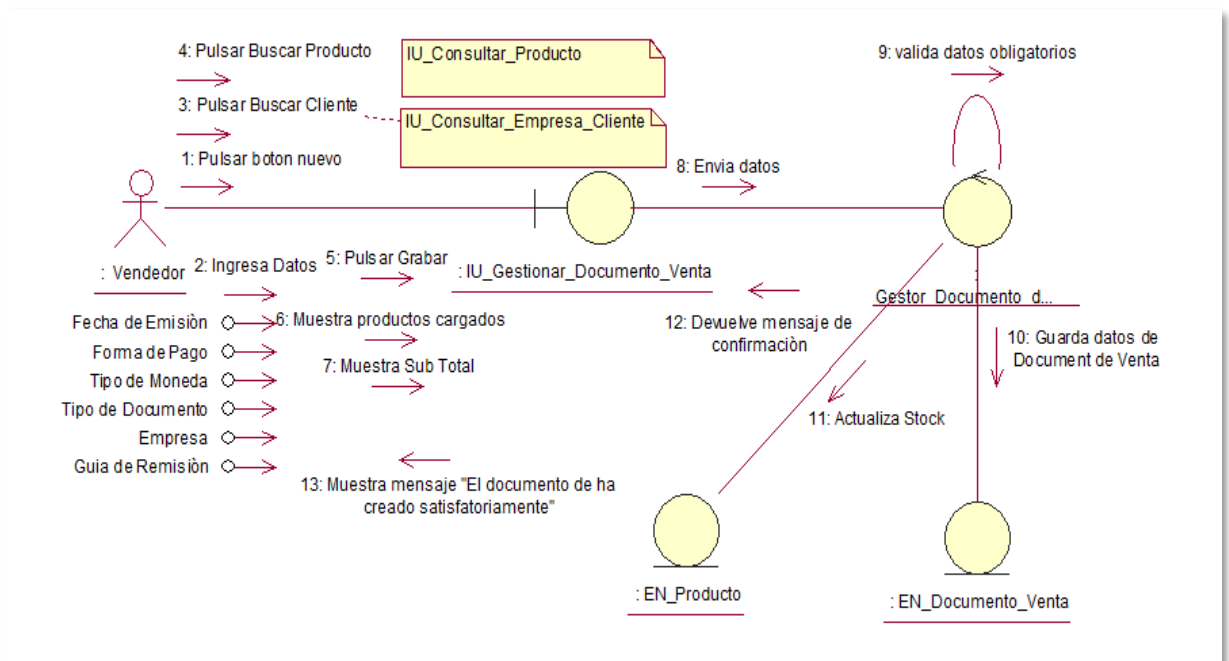 4: Pulsar Buscar Producto
IU_Consultar_Producto
9: valida datos obligatorios
3: Pulsar Buscar Cliente
IU_Consultar_Empresa_Cliente
1: Pulsar boton nuevo
8: Envia datos
: Vendedor
2: Ingresa Datos
5: Pulsar Grabar
: IU_Gestionar_Documento_Venta
Gestor_Documento_d...
Fecha de Emisiòn
6: Muestra productos cargados
12: Devuelve mensaje de
confirmaciòn
10: Guarda datos de
Document de Venta
Forma de Pago
7: Muestra Sub Total
Tipo de Moneda
Tipo de Documento
11: Actualiza Stock
Empresa
Guia de Remisiòn
13: Muestra mensaje "El documento de ha
creado satisfatoriamente"
: EN_Producto
: EN_Documento_Venta